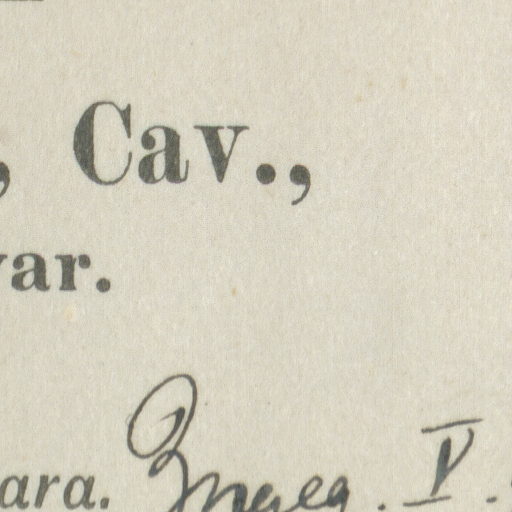 , Cav.,
var.
ara. V.